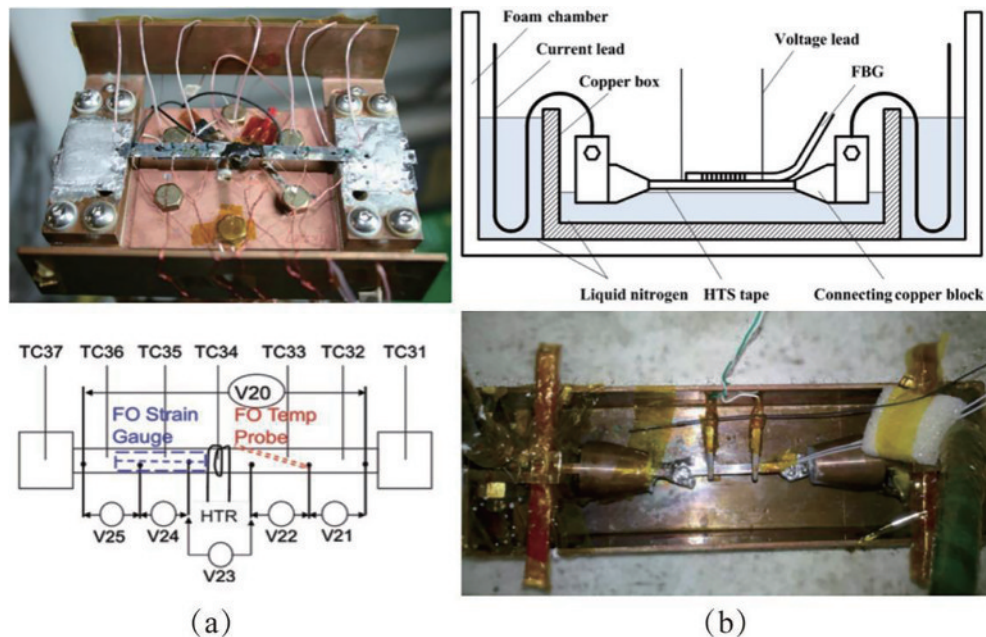 Foam chamber
Current lead
Copper box
Voltage lead
FBG
Liquid nitrogen
HTS tape
Connecting copper block
TC37 TC36 TC35 TC34 TC33 TC32 TC31
V20
FO Strain
Gauge
FO Temp
Probe
HTR
V25 V24 V22 V21
V23
(a)
(b)